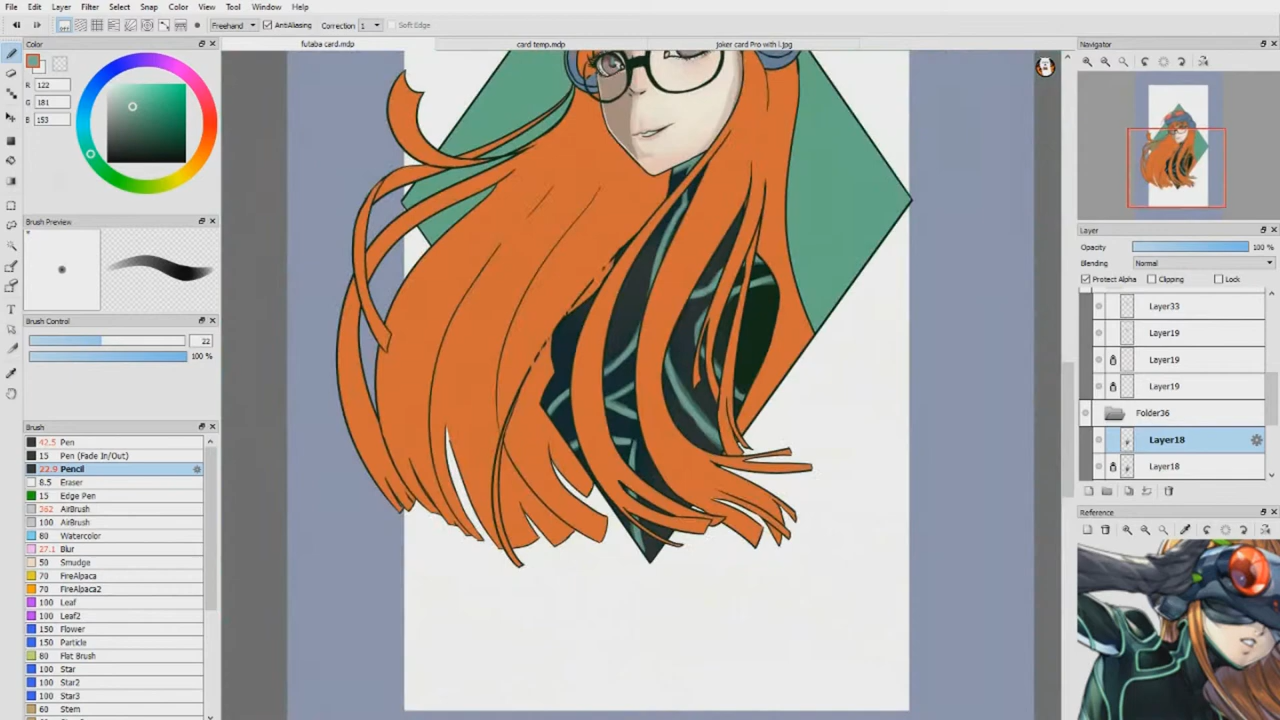 File Edit Layer Filter Select Snap Color View Tool Window Help
Freehand AntiAliasing Correction 1 Soft Edge
futaba card.mdp card temp.mdp Joker card Pro with l.jpg
Color
R 122
G 181
B 153
Brush Preview
Brush Control
22
100 %
Brush
42.5 Pen
15 Pen (Fade In/Out)
22.9 Pencil
8.5 Eraser
15 Edge Pen
362 AirBrush
100 AirBrush
80 Watercolor
27.1 Blur
50 Smudge
70 FireAlpaca
70 FireAlpaca2
100 Leaf
100 Leaf2
150 Flower
150 Particle
80 Flat Brush
100 Star
100 Star2
100 Star3
60 Stem
Navigator
Layer
Opacity 100 %
Blending Normal
Protect Alpha Clipping Lock
Layer33
Layer19
Layer19
Layer19
Folder36
Layer18
Layer18
Reference